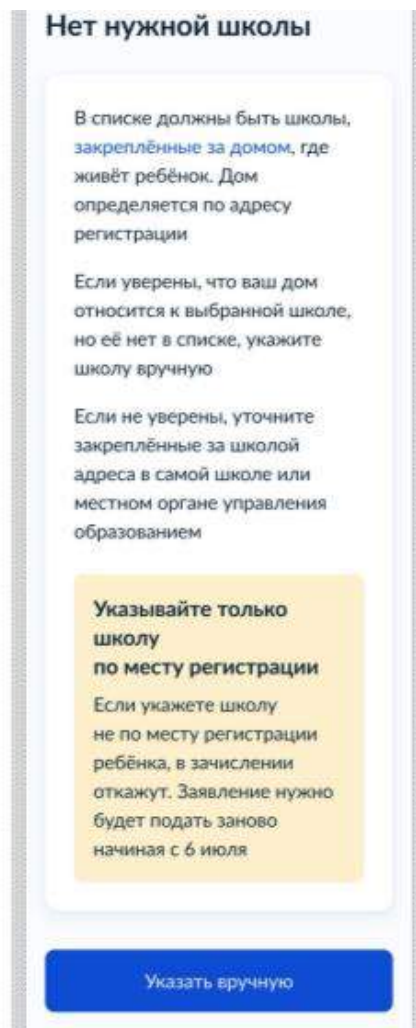 Нет нужной школы
В списке должны быть школы,
закреплённые за домом, где
живёт ребёнок. Дом
определяется по адресу
регистрации
Если уверены, что ваш дом
относится к выбранной школе,
но её нет в списке, укажите
школу вручную
Если не уверены, уточните
закреплённые за школой
адреса в самой школе или
местном органе управления
образованием
Указывайте только
школу
по месту регистрации
Если укажете школу
не по месту регистрации
ребёнка, в зачислении
откажут. Заявление нужно
будет подать заново
начиная с 6 июля
Указать вручную